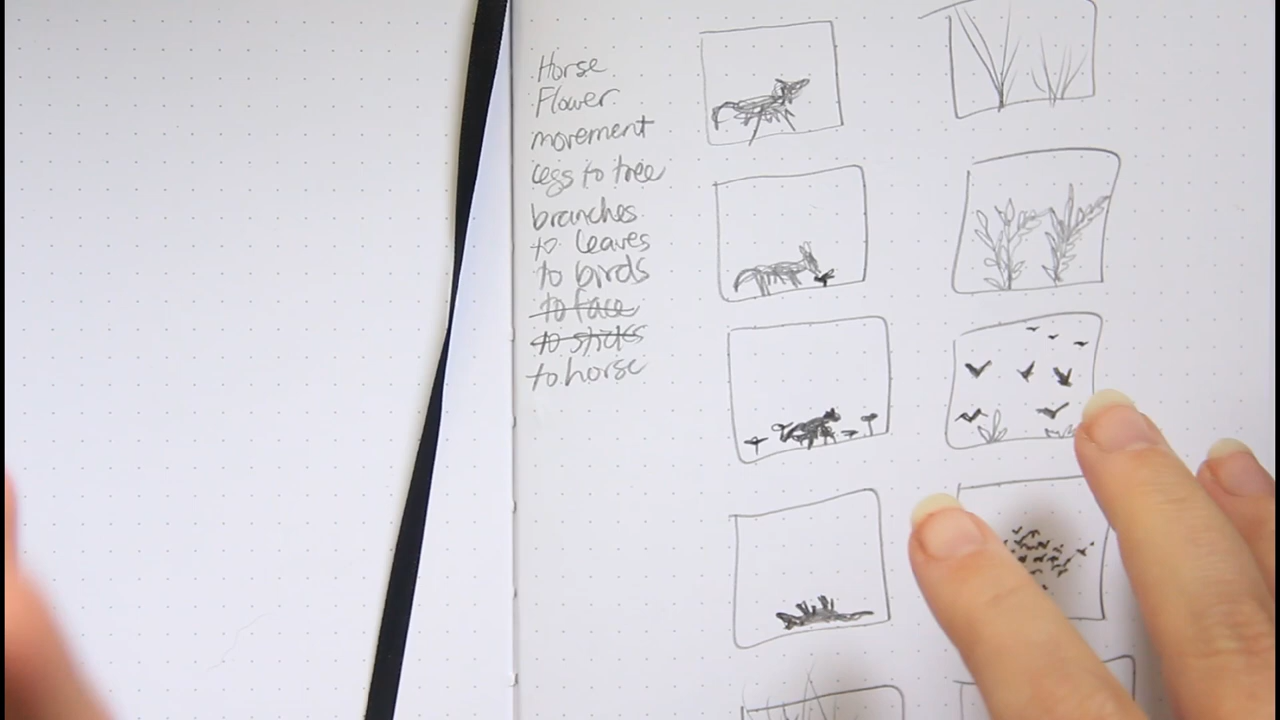 Horse
Flower
movement
legs to tree
branches
to leaves
to birds
to face
to sticks
to horse